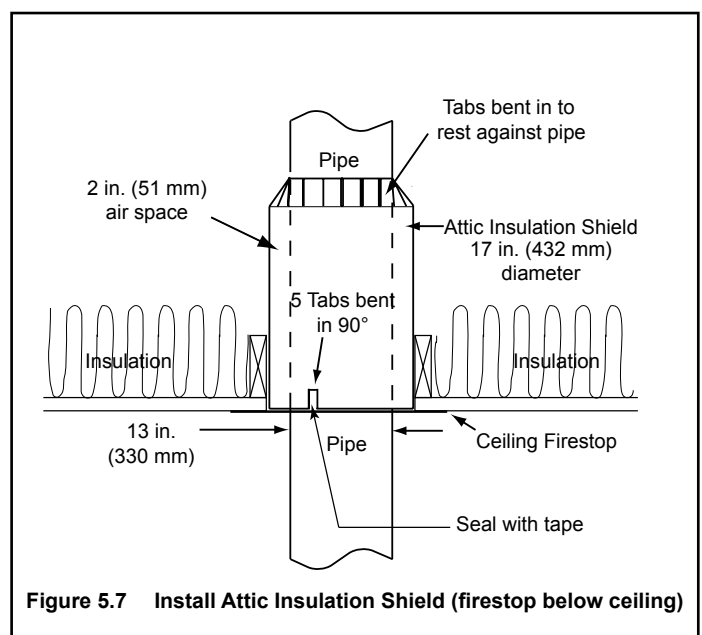 Tabs bent in to
rest against pipe
Pipe
2 in. (51 mm)
air space
Attic Insulation Shield
17 in. (432 mm)
diameter
5 Tabs bent
in 90°
Insulation
Insulation
13 in.
(330 mm)
Pipe
Ceiling Firestop
Seal with tape
Figure 5.7 Install Attic Insulation Shield (firestop below ceiling)